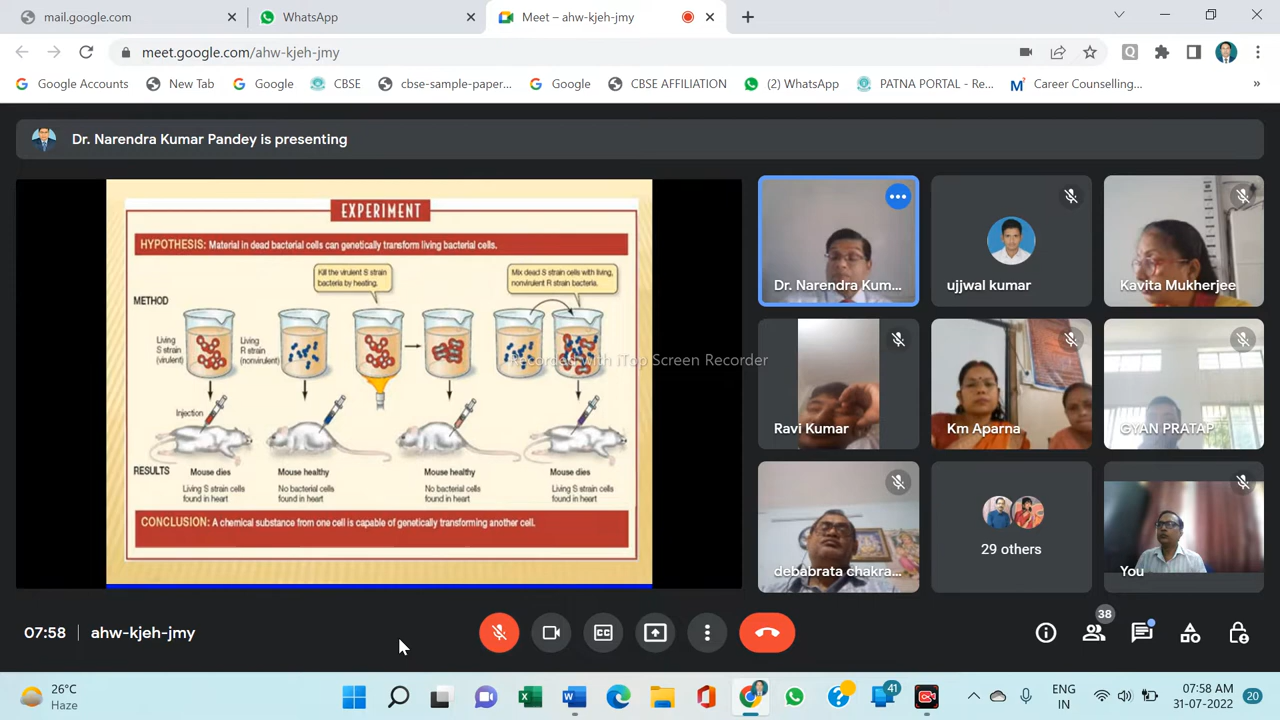 mail.google.com
WhatsApp
Meet – ahw-kjeh-jmy
meet.google.com/ahw-kjeh-jmy
Google Accounts
New Tab
Google
CBSE
cbse-sample-paper...
Google
CBSE AFFILIATION
(2) WhatsApp
PATNA PORTAL - Re...
Career Counselling...
Dr. Narendra Kumar Pandey is presenting
EXPERIMENT
HYPOTHESIS: Material in dead bacterial cells can genetically transform living bacterial cells.
Kill the virulent S strain
bacteria by heating.
Mix dead S strain cells with living,
nonvirulent R strain bacteria.
METHOD
Living
S strain
(virulent)
Living
R strain
(nonvirulent)
Injection
RESULTS
Mouse dies
Living S strain cells
found in heart
Mouse healthy
No bacterial cells
found in heart
Mouse healthy
No bacterial cells
found in heart
Mouse dies
Living S strain cells
found in heart
CONCLUSION: A chemical substance from one cell is capable of genetically transforming another cell.
Recorded with iTop Screen Recorder
Dr. Narendra Kum...
ujjwal kumar
Kavita Mukherjee
Ravi Kumar
Km Aparna
GYAN PRATAP
debabrata chakra...
29 others
You
07:58
ahw-kjeh-jmy
38
26°C
Haze
41
ENG
IN
07:58 AM
31-07-2022
20